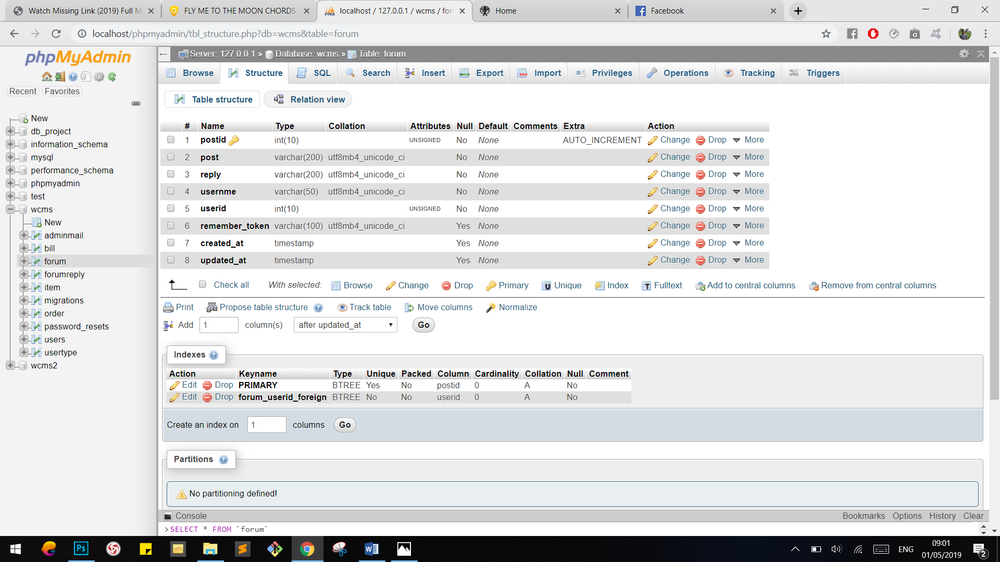 Watch Missing Link (2019) Full M
FLY ME TO THE MOON CHORDS
localhost / 127.0.0.1 / wcms / for
Home
Facebook
localhost/phpmyadmin/tbl_structure.php?db=wcms&table=forum
phpMyAdmin
Recent Favorites
New
db_project
information_schema
mysql
performance_schema
phpmyadmin
test
wcms
New
adminmail
bill
forum
forumreply
item
migrations
order
password_resets
users
usertype
wcms2
Server: 127.0.0.1 » Database: wcms » Table: forum
Browse Structure SQL Search Insert Export Import Privileges Operations Tracking Triggers
Table structure Relation view
# Name Type Collation Attributes Null Default Comments Extra Action
1 postid int(10) UNSIGNED No None AUTO_INCREMENT Change Drop More
2 post varchar(200) utf8mb4_unicode_ci No None Change Drop More
3 reply varchar(200) utf8mb4_unicode_ci No None Change Drop More
4 usernme varchar(50) utf8mb4_unicode_ci No None Change Drop More
5 userid int(10) UNSIGNED No None Change Drop More
6 remember_token varchar(100) utf8mb4_unicode_ci Yes None Change Drop More
7 created_at timestamp Yes None Change Drop More
8 updated_at timestamp Yes None Change Drop More
Check all With selected: Browse Change Drop Primary Unique Index Fulltext Add to central columns Remove from central columns
Print Propose table structure Track table Move columns Normalize
Add 1 column(s) after updated_at Go
Indexes
Action Keyname Type Unique Packed Column Cardinality Collation Null Comment
Edit Drop PRIMARY BTREE Yes No postid 0 A No
Edit Drop forum_userid_foreign BTREE No No userid 0 A No
Create an index on 1 columns Go
Partitions
No partitioning defined!
Console Bookmarks Options History Clear
>SELECT * FROM `forum`
Ps
ENG
09:01
01/05/2019
2